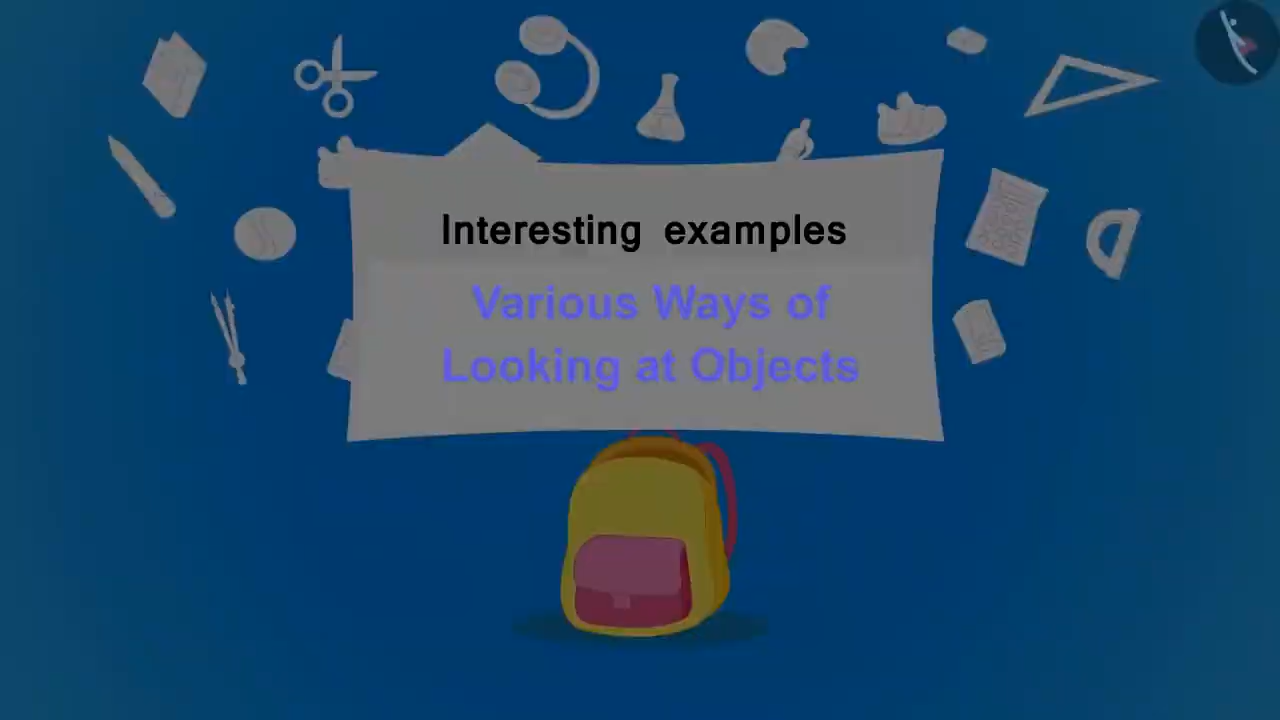 Interesting examples
Various Ways of
Looking at Objects